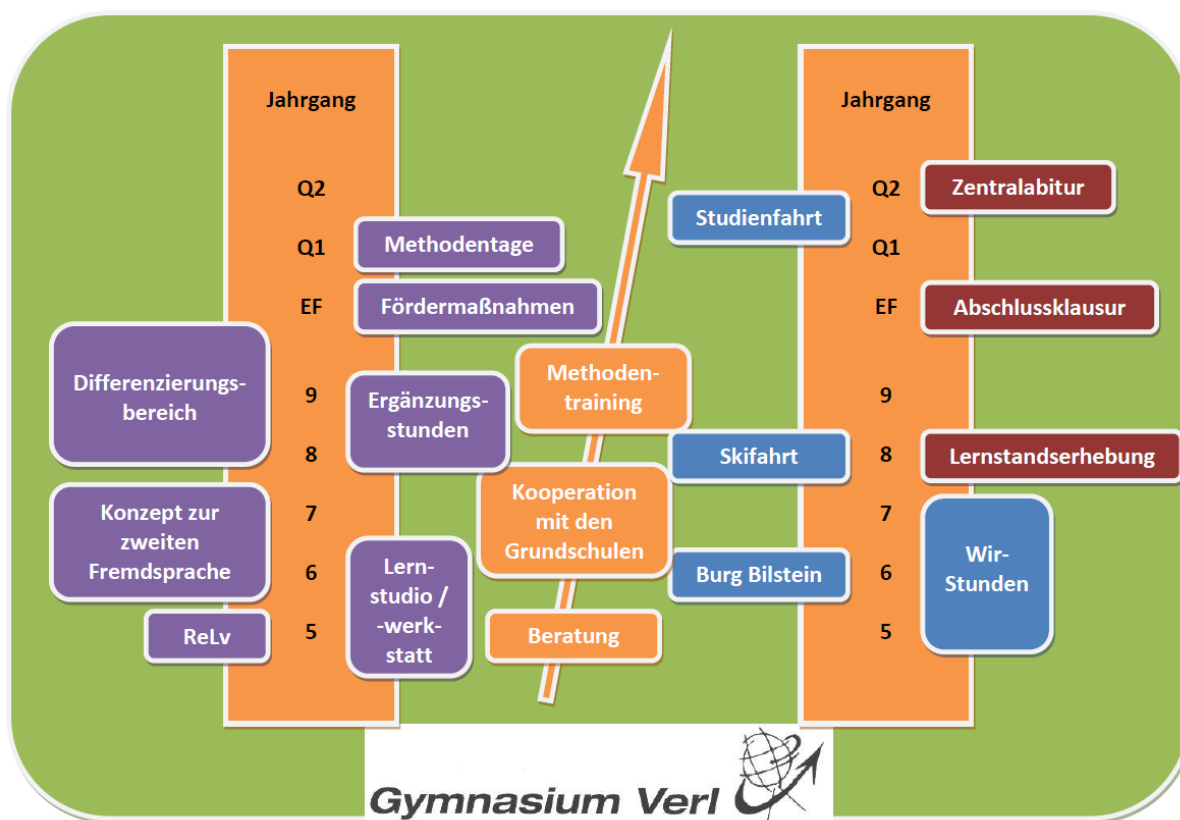 Jahrgang
Q2
Q1
EF
9
8
7
6
5
Differenzierungs-
bereich
Konzept zur
zweiten
Fremdsprache
ReLv
Methodentage
Fördermaßnahmen
Ergänzungs-
stunden
Lern-
studio /
-werk-
statt
Methoden-
training
Kooperation
mit den
Grundschulen
Beratung
Studienfahrt
Skifahrt
Burg Bilstein
Jahrgang
Q2
Q1
EF
9
8
7
6
5
Zentralabitur
Abschlussklausur
Lernstandserhebung
Wir-
Stunden
Gymnasium Verl